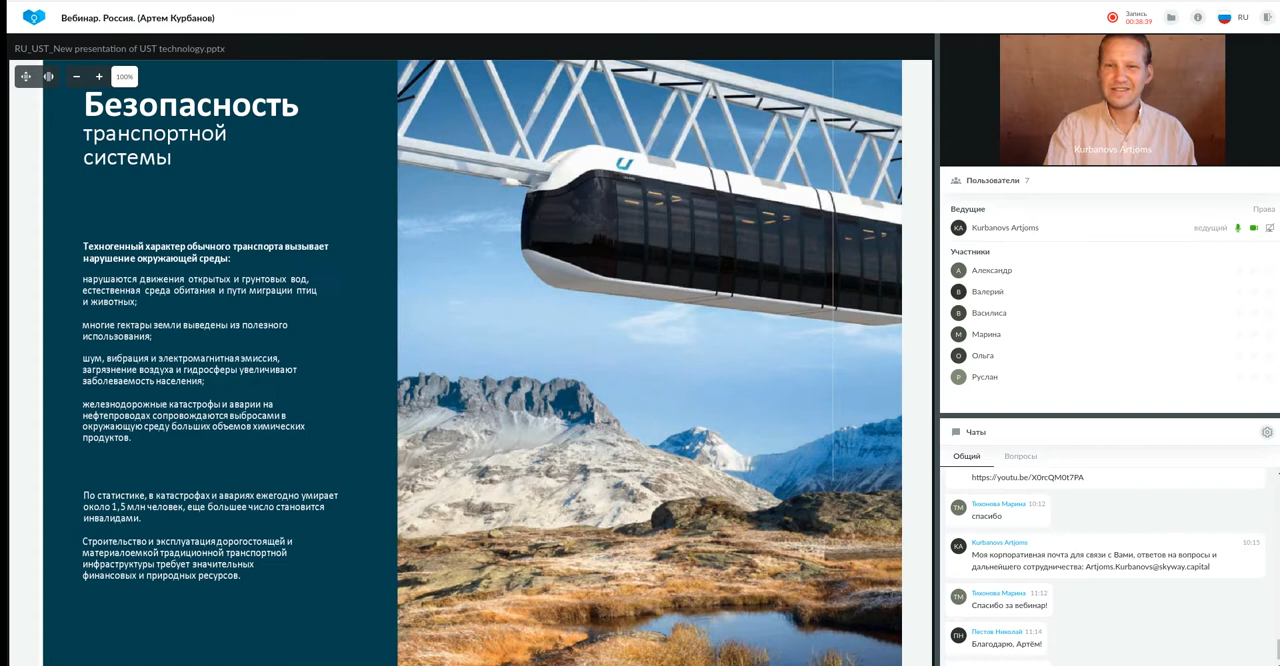 Вебинар. Россия. (Артем Курбанов)
Запись
00:38:39
RU
RU_UST_New presentation of UST technology.pptx
100%
Безопасность
транспортной
системы
Техногенный характер обычного транспорта вызывает
нарушение окружающей среды:
нарушаются движения открытых и грунтовых вод,
естественная среда обитания и пути миграции птиц
и животных;
многие гектары земли выведены из полезного
использования;
шум, вибрация и электромагнитная эмиссия,
загрязнение воздуха и гидросферы увеличивают
заболеваемость населения;
железнодорожные катастрофы и аварии на
нефтепроводах сопровождаются выбросами в
окружающую среду больших объемов химических
продуктов.
По статистике, в катастрофах и авариях ежегодно умирает
около 1,5 млн человек, еще большее число становится
инвалидами.
Строительство и эксплуатация дорогостоящей и
материалоемкой традиционной транспортной
инфраструктуры требует значительных
финансовых и природных ресурсов.
Kurbanovs Artjoms
Пользователи 7
Ведущие Права
KA Kurbanovs Artjoms ведущий
Участники
А Александр
В Валерий
В Василиса
М Марина
О Ольга
Р Руслан
Чаты
Общий Вопросы
https://youtu.be/X0rcQM0t7PA
ТМ Тихонова Марина 10:12
спасибо
KA Kurbanovs Artjoms 10:15
Моя корпоративная почта для связи с Вами, ответов на вопросы и
дальнейшего сотрудничества: Artjoms.Kurbanovs@skyway.capital
ТМ Тихонова Марина 11:12
Спасибо за вебинар!
ПН Пестов Николай 11:14
Благодарю, Артём!